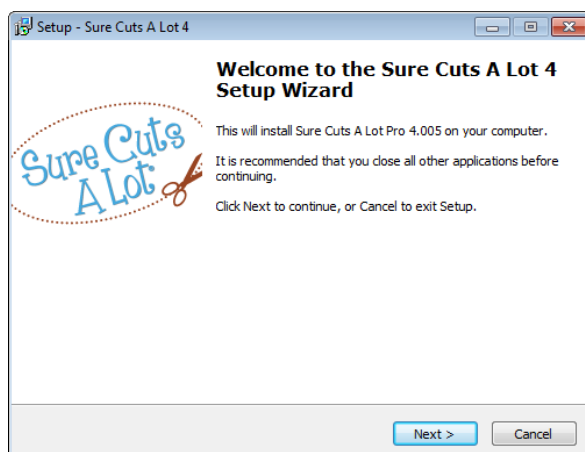 Setup - Sure Cuts A Lot 4
Welcome to the Sure Cuts A Lot 4
Setup Wizard
Sure Cuts
A Lot
This will install Sure Cuts A Lot Pro 4.005 on your computer.
It is recommended that you close all other applications before
continuing.
Click Next to continue, or Cancel to exit Setup.
Next >
Cancel